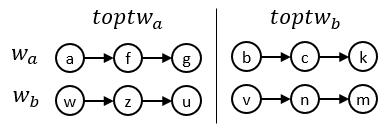 toptw_a toptw_b
w_a a f g b c k
w_b w z u v n m